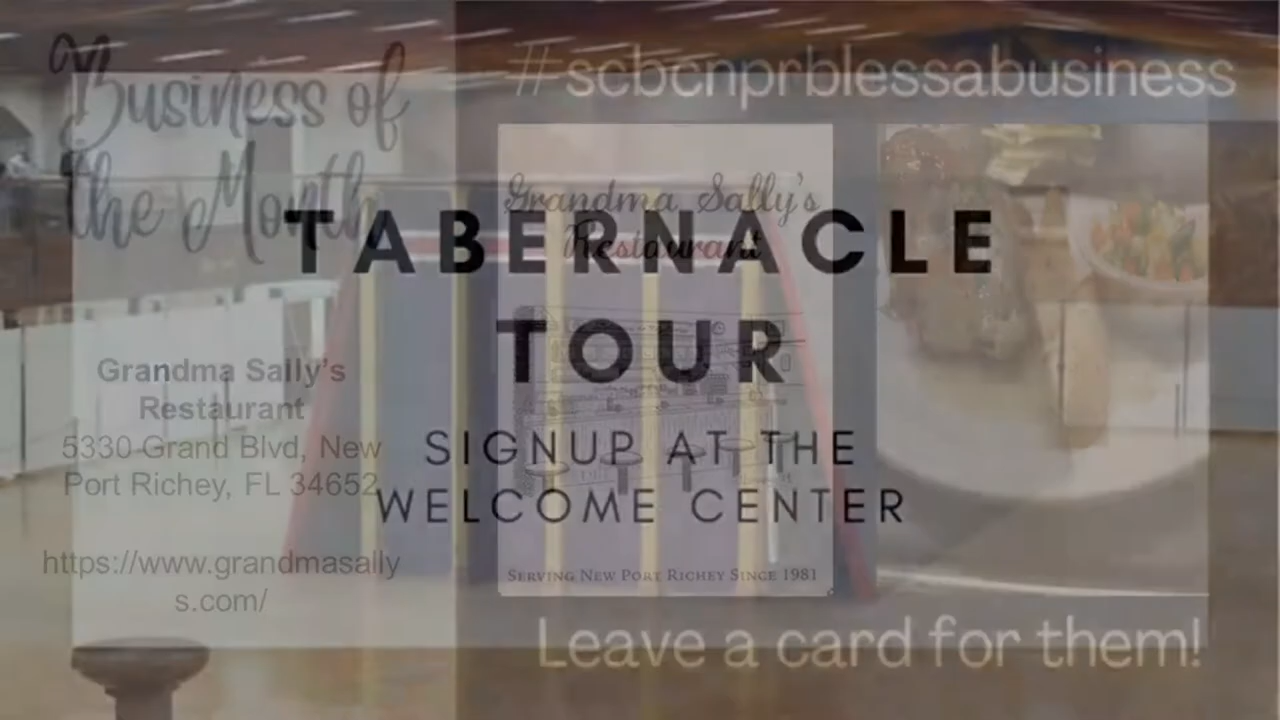 #scbcnprblessabusiness
Business of
the Month
Grandma Sally's
Restaurant
TABERNACLE
TOUR
Grandma Sally's
Restaurant
5330 Grand Blvd, New
Port Richey, FL 34652
SIGNUP AT THE
WELCOME CENTER
https://www.grandmasally
s.com/
SERVING NEW PORT RICHEY SINCE 1981
Leave a card for them!